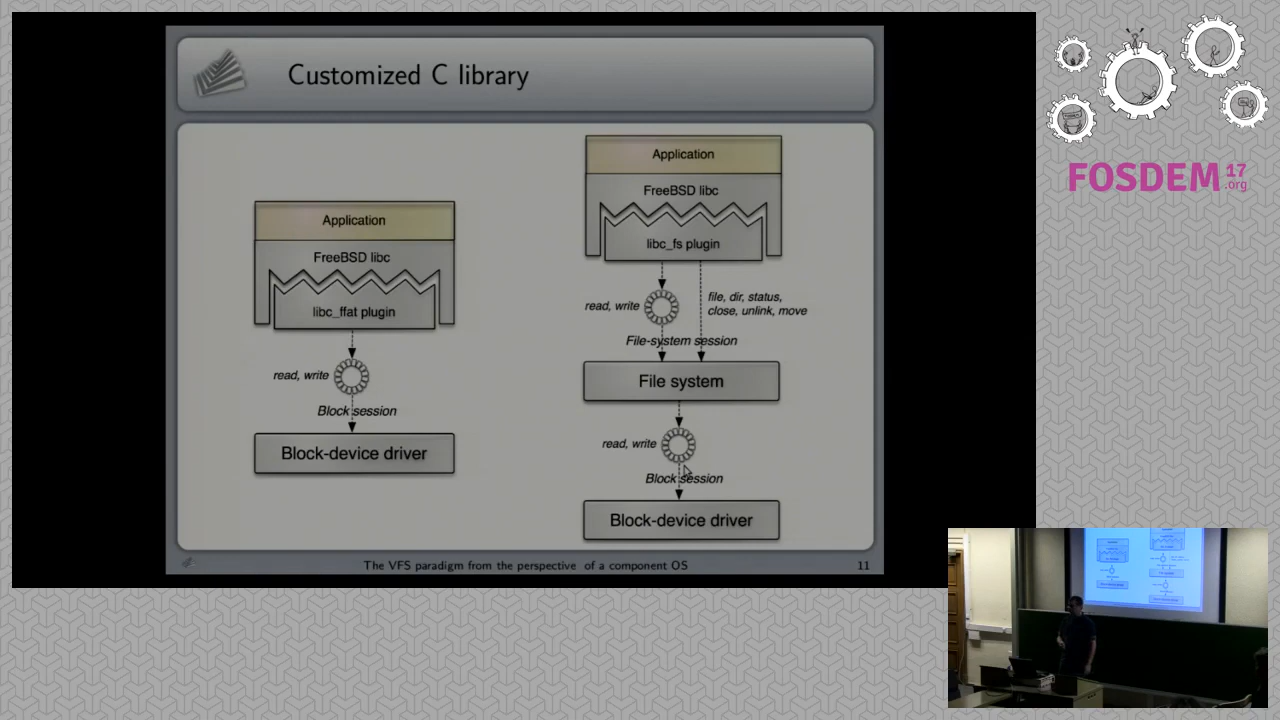 Customized C library
Application
FreeBSD libc
libc_ffat plugin
read, write
Block session
Block-device driver
Application
FreeBSD libc
libc_fs plugin
read, write
file, dir, status,
close, unlink, move
File-system session
File system
read, write
Block session
Block-device driver
The VFS paradigm from the perspective of a component OS
11
FOSDEM 17
.org